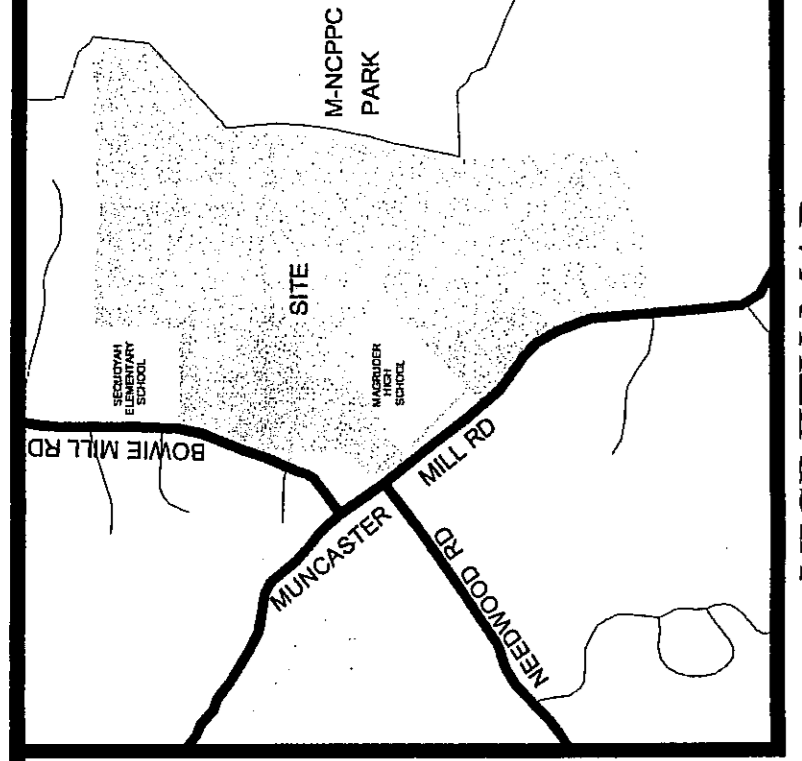 M-NCPPC
PARK
SEQUOYAH
ELEMENTARY
SCHOOL
SITE
MAGRUDER
HIGH
SCHOOL
BOWIE MILL RD
MUNCASTER
MILL RD
NEEDWOOD RD